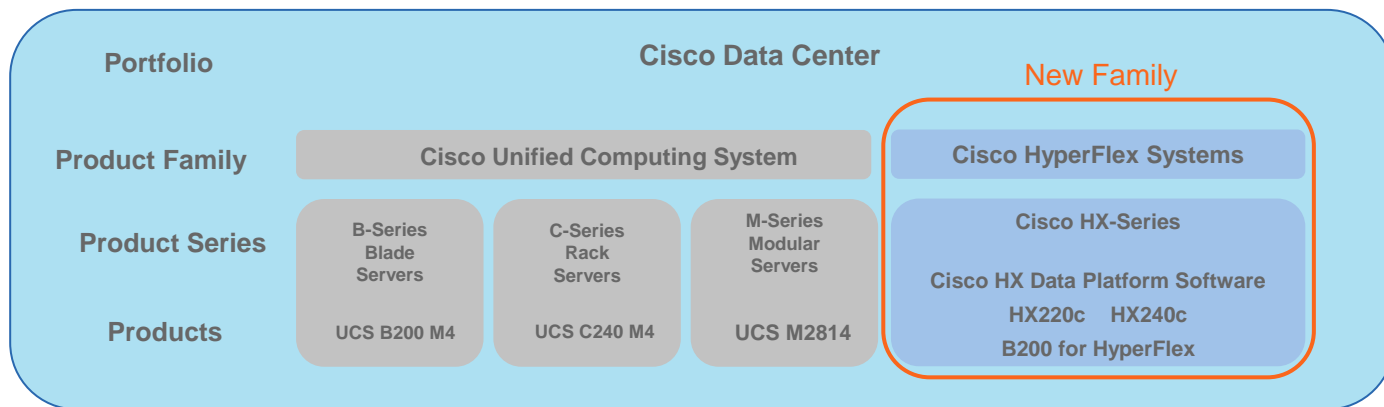 Portfolio
Cisco Data Center
New Family
Product Family
Cisco Unified Computing System
Cisco HyperFlex Systems
Product Series
B-Series
Blade
Servers
C-Series
Rack
Servers
M-Series
Modular
Servers
Cisco HX-Series
Cisco HX Data Platform Software
Products
UCS B200 M4
UCS C240 M4
UCS M2814
HX220c HX240c
B200 for HyperFlex